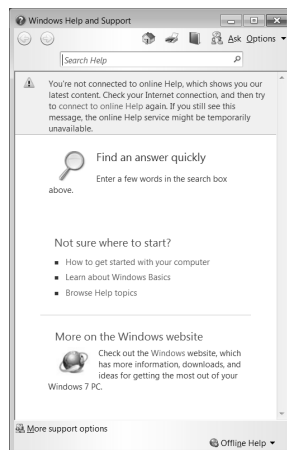 Windows Help and Support
Ask Options
Search Help
You're not connected to online Help, which shows you our
latest content. Check your Internet connection, and then try
to connect to online Help again. If you still see this
message, the online Help service might be temporarily
unavailable.
Find an answer quickly
Enter a few words in the search box
above.
Not sure where to start?
How to get started with your computer
Learn about Windows Basics
Browse Help topics
More on the Windows website
Check out the Windows website, which
has more information, downloads, and
ideas for getting the most out of your
Windows 7 PC.
More support options
Offline Help